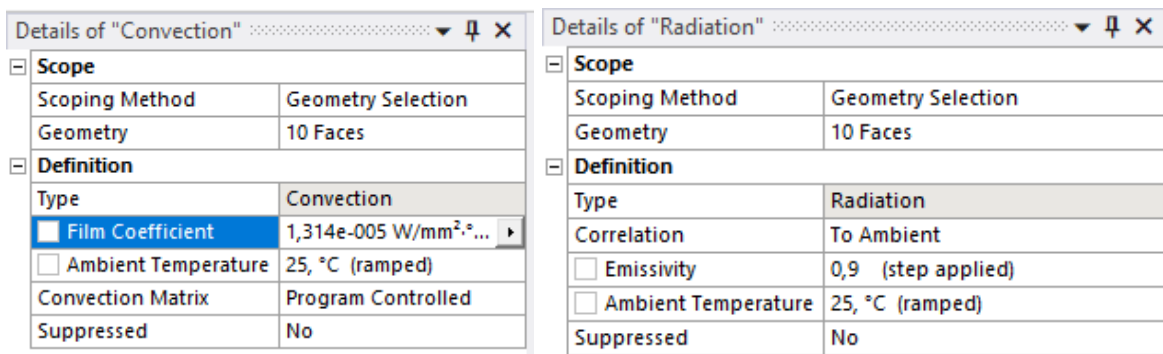 Details of "Convection"
Scope
Scoping Method Geometry Selection
Geometry 10 Faces
Definition
Type Convection
Film Coefficient 1,314e-005 W/mm²·°...
Ambient Temperature 25, °C (ramped)
Convection Matrix Program Controlled
Suppressed No
Details of "Radiation"
Scope
Scoping Method Geometry Selection
Geometry 10 Faces
Definition
Type Radiation
Correlation To Ambient
Emissivity 0,9 (step applied)
Ambient Temperature 25, °C (ramped)
Suppressed No